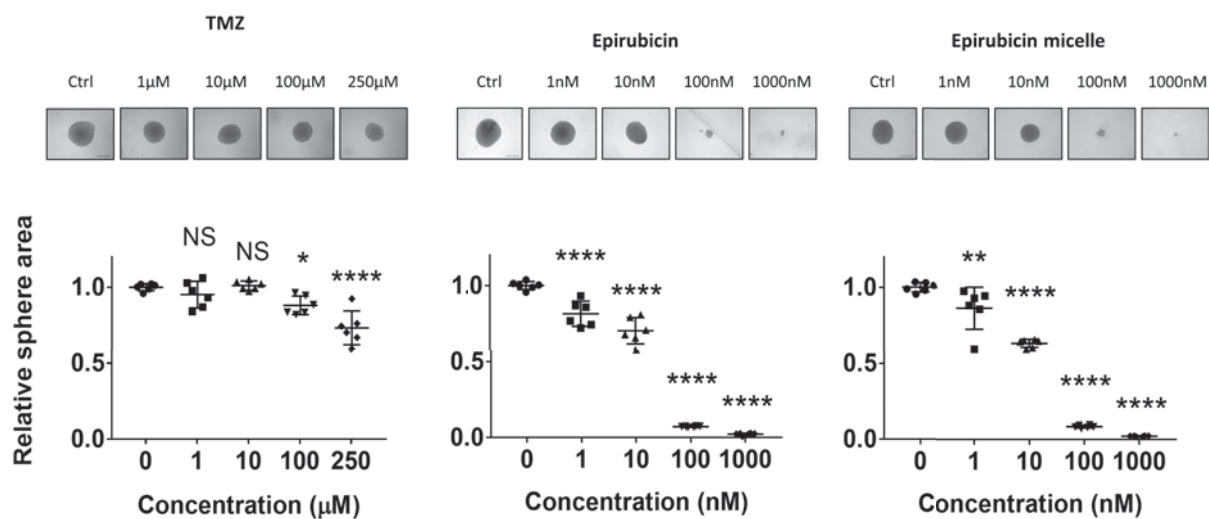 TMZ
Ctrl 1μM 10μM 100μM 250μM
Epirubicin
Ctrl 1nM 10nM 100nM 1000nM
Epirubicin micelle
Ctrl 1nM 10nM 100nM 1000nM
Relative sphere area
NS NS * ****
1.0
0.5
0.0
0 1 10 100 250
Concentration (μM)
**** **** **** ****
1.0
0.5
0.0
0 1 10 100 1000
Concentration (nM)
** **** **** ****
1.0
0.5
0.0
0 1 10 100 1000
Concentration (nM)